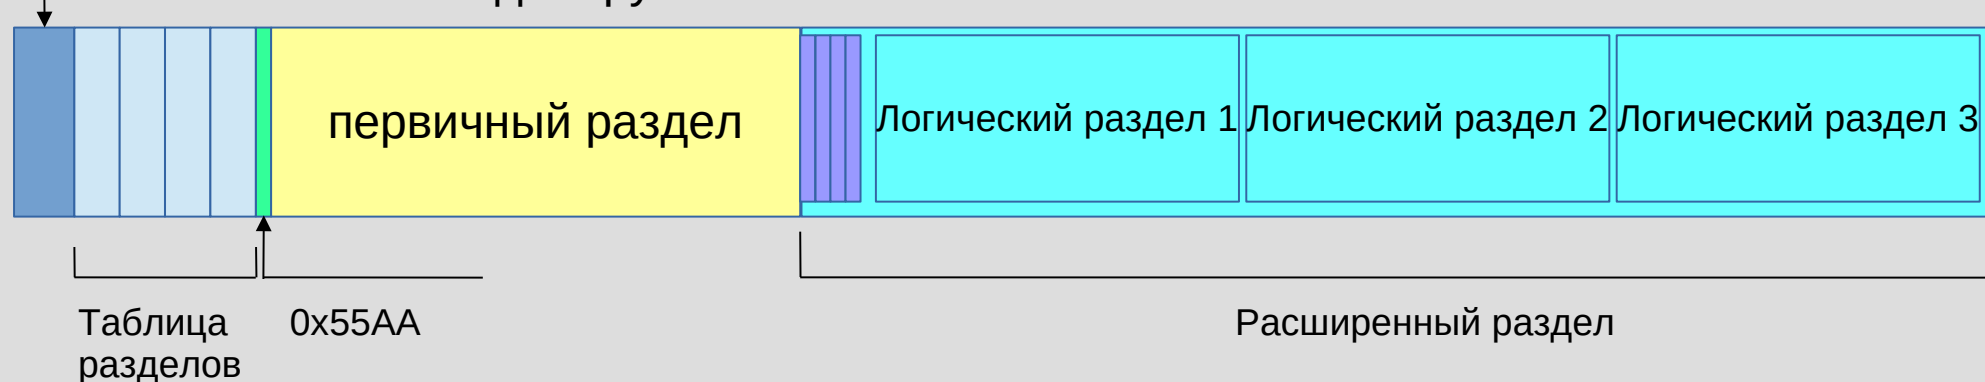 первичный раздел
Логический раздел 1
Логический раздел 2
Логический раздел 3
Таблица
разделов
0x55AA
Расширенный раздел